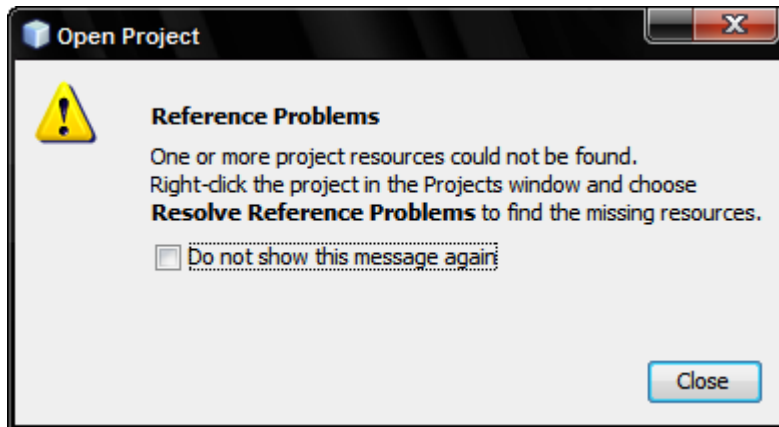 Open Project
Reference Problems
One or more project resources could not be found.
Right-click the project in the Projects window and choose
Resolve Reference Problems to find the missing resources.
Do not show this message again
Close